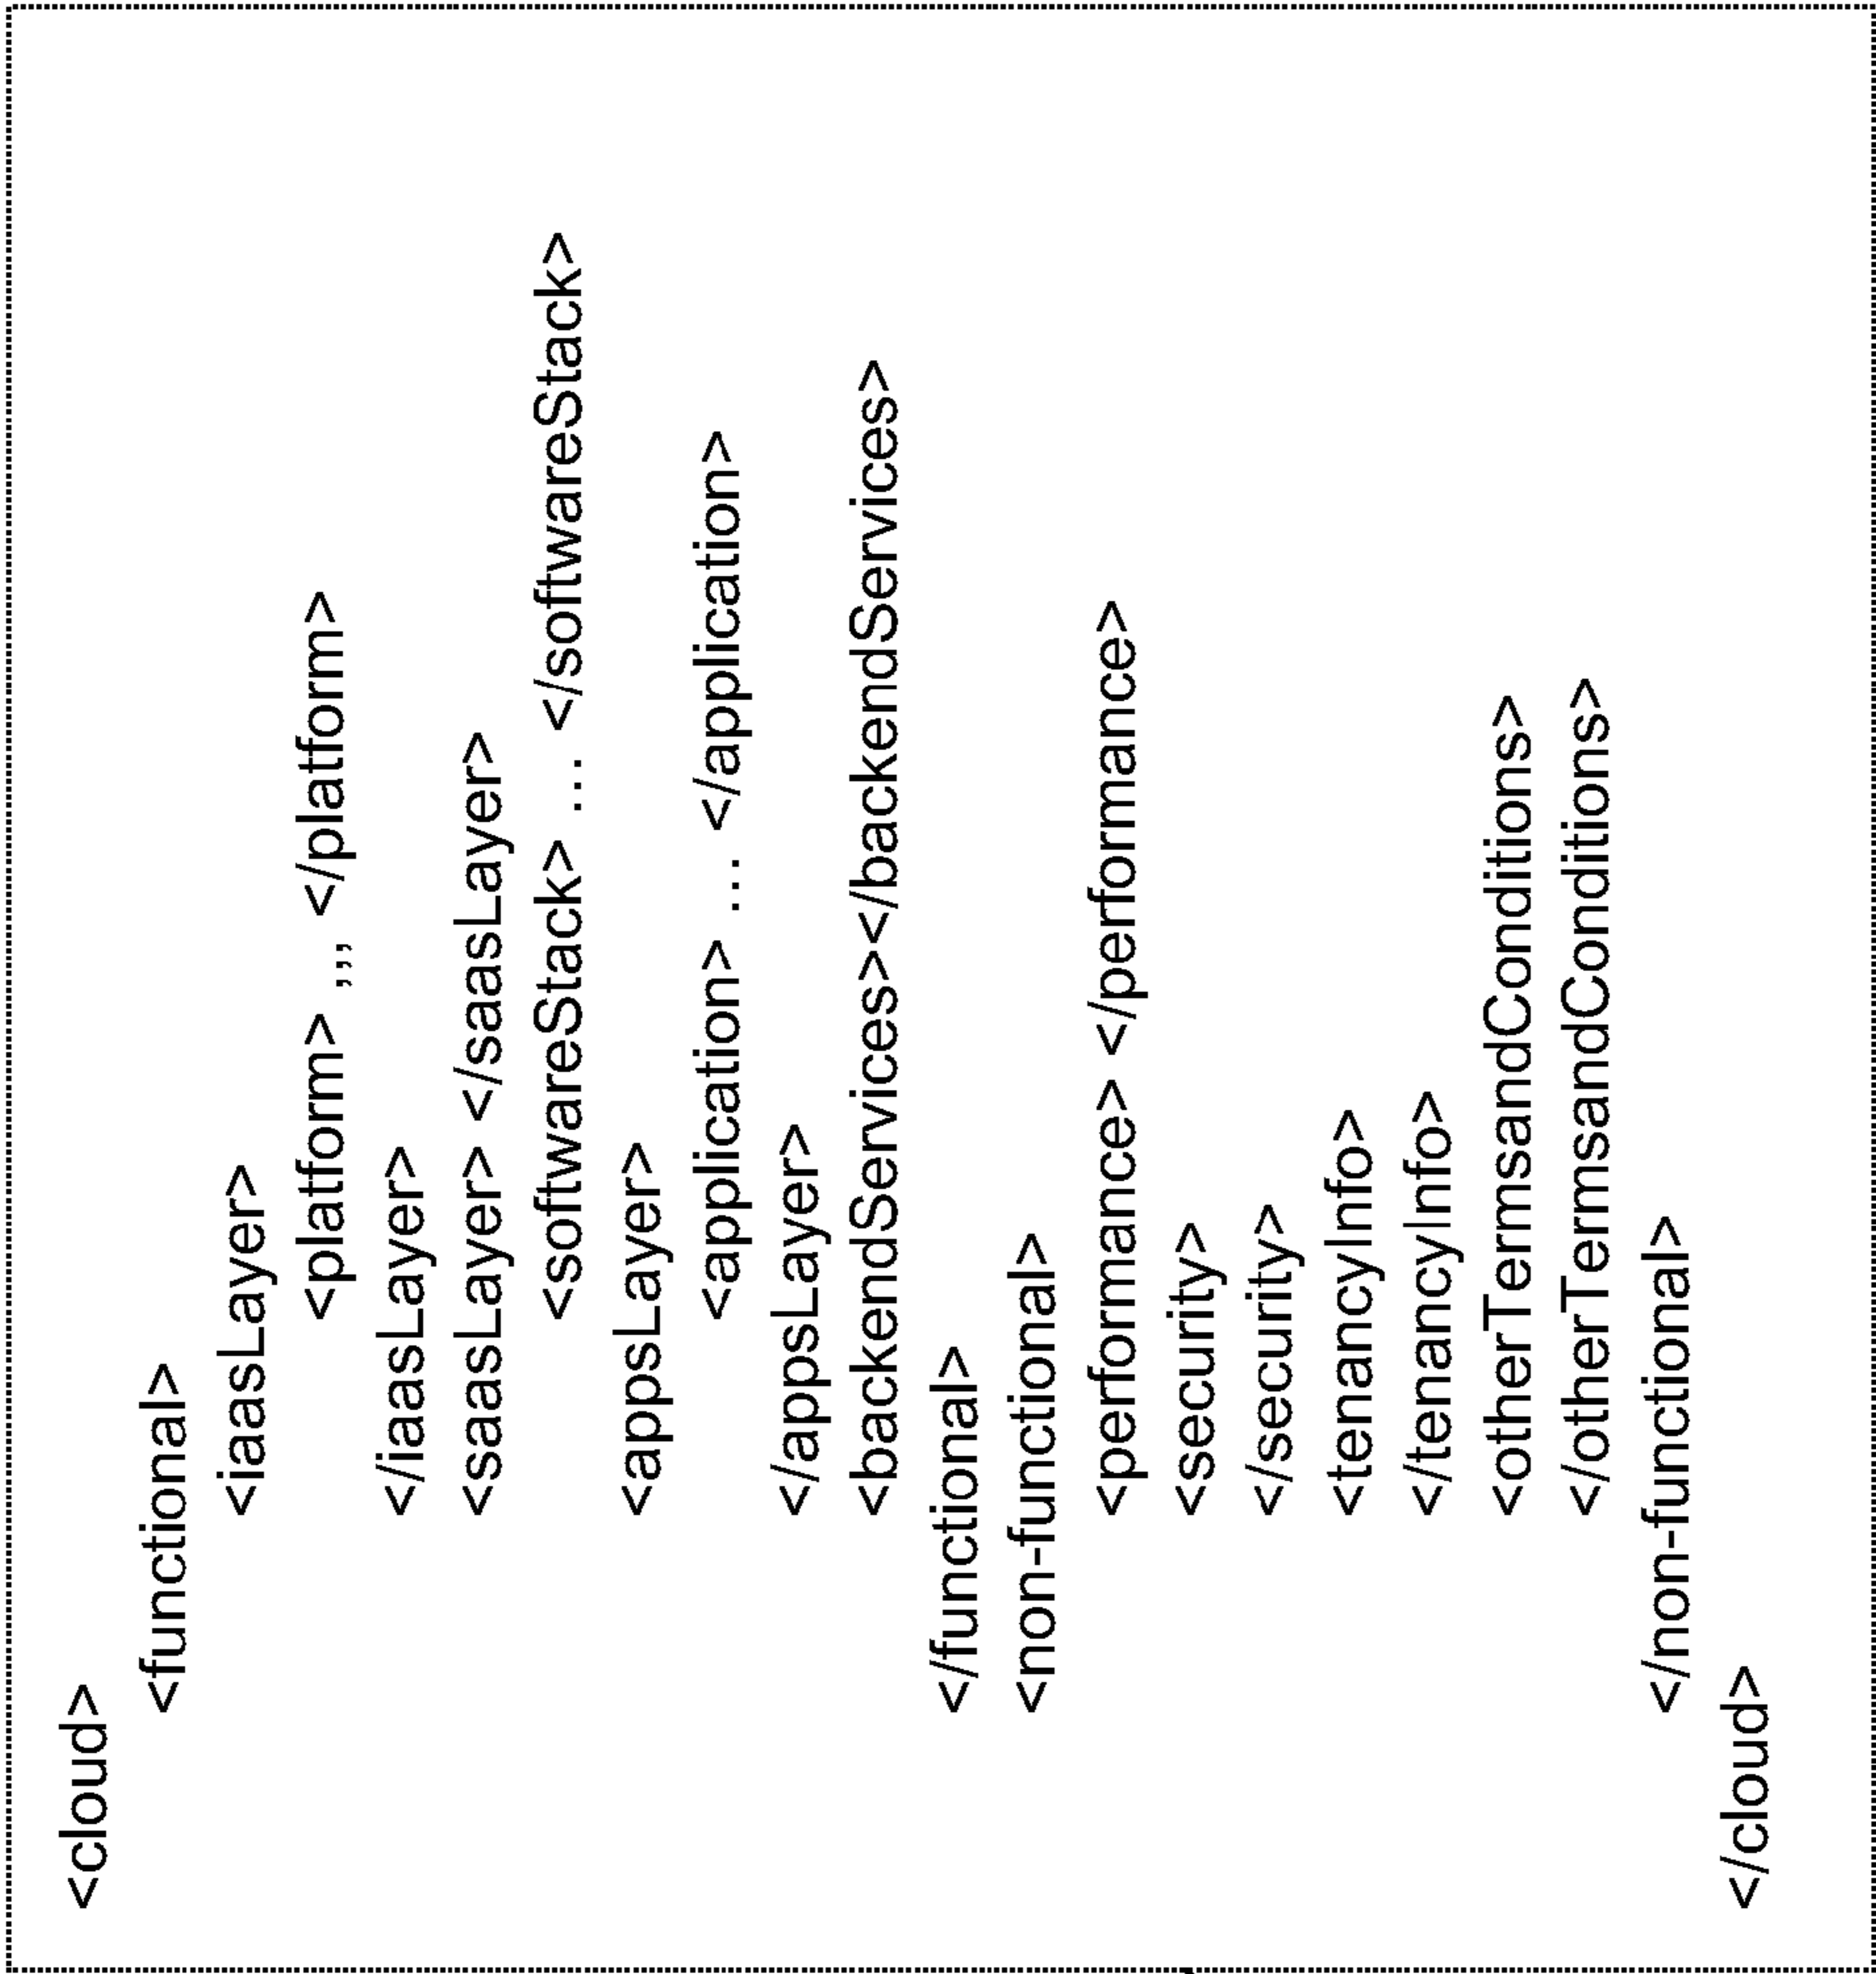 <cloud>
<functional>
<iaasLayer>
<platform> ,,, </platform>
</iaasLayer>
<saasLayer> </saasLayer>
<softwareStack> ... </softwareStack>
<appsLayer>
<application> ... </application>
</appsLayer>
<backendServices></backendServices>
</functional>
<non-functional>
<performance> </performance>
<security>
</security>
<tenancyInfo>
</tenancyInfo>
<otherTermsandConditions>
</otherTermsandConditions>
</non-functional>
</cloud>